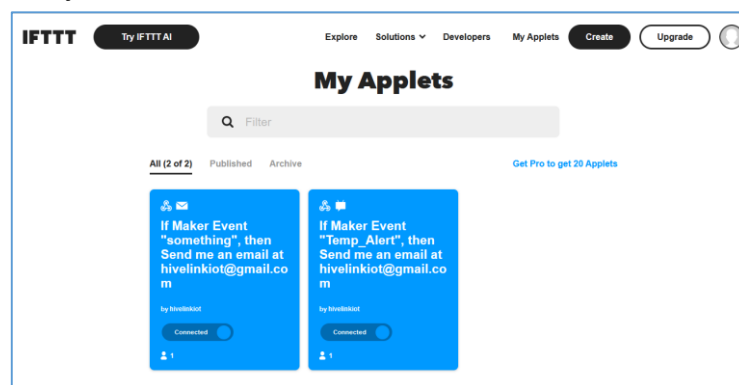 IFTTT Try IFTTT AI Explore Solutions Developers My Applets Create Upgrade
My Applets
Filter
All (2 of 2) Published Archive Get Pro to get 20 Applets
If Maker Event
"something", then
Send me an email at
hivelinkiot@gmail.co
m
by hivelinkiot
Connected
1
If Maker Event
"Temp_Alert", then
Send me an email at
hivelinkiot@gmail.co
m
by hivelinkiot
Connected
1